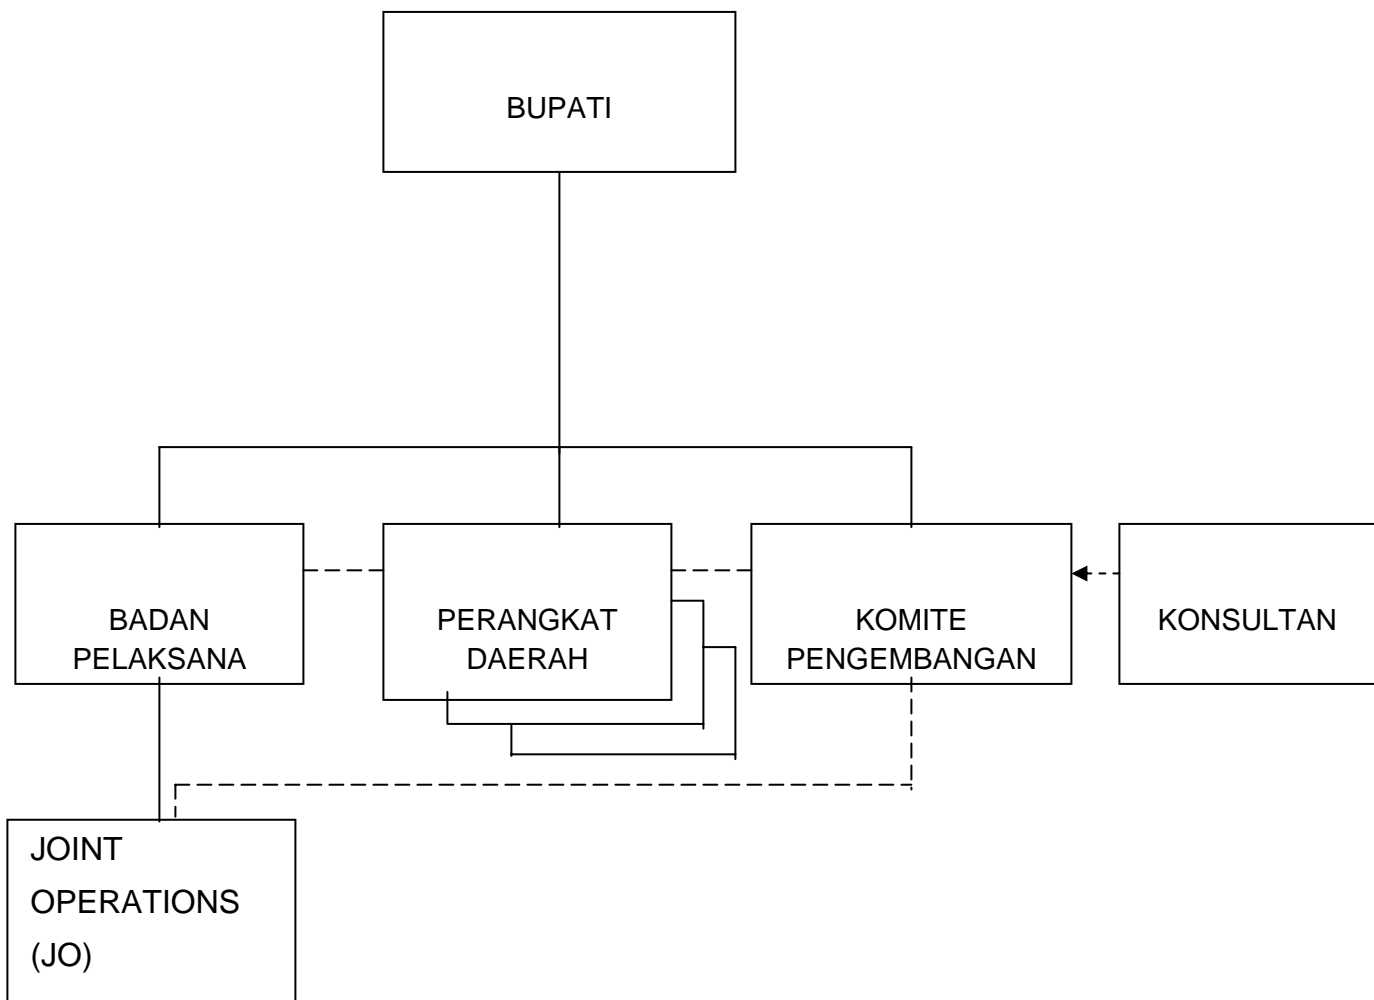 BUPATI
BADAN
PELAKSANA
PERANGKAT
DAERAH
KOMITE
PENGEMBANGAN
KONSULTAN
JOINT
OPERATIONS
(JO)